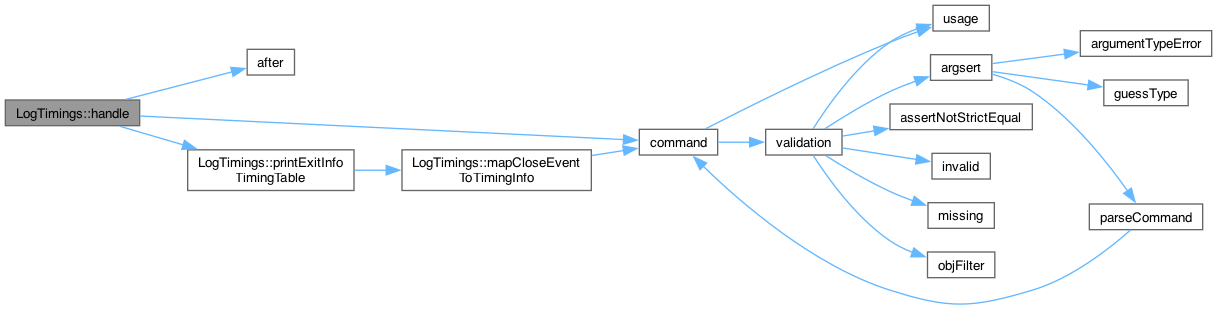 LogTimings::handle
after
LogTimings::printExitInfo
TimingTable
LogTimings::mapCloseEvent
ToTimingInfo
command
validation
usage
argsert
assertNotStrictEqual
invalid
missing
objFilter
argumentTypeError
guessType
parseCommand